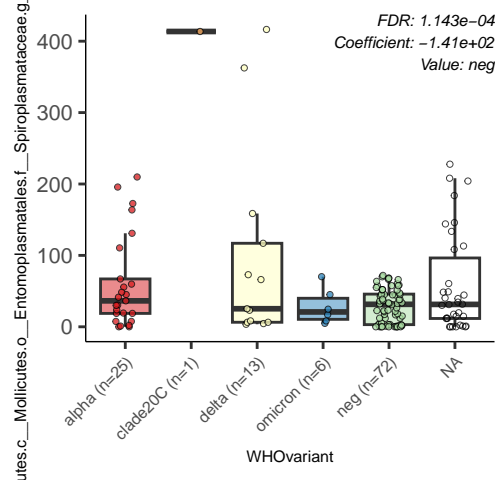 FDR: 1.143e−04
Coefficient: −1.41e+02
Value: neg
400
300
200
100
0
utes.c__Mollicutes.o__Entomoplasmatales.f__Spiroplasmataceae.g_
alpha (n=25)
clade20C (n=1)
delta (n=13)
omicron (n=6)
neg (n=72)
NA
WHOvariant